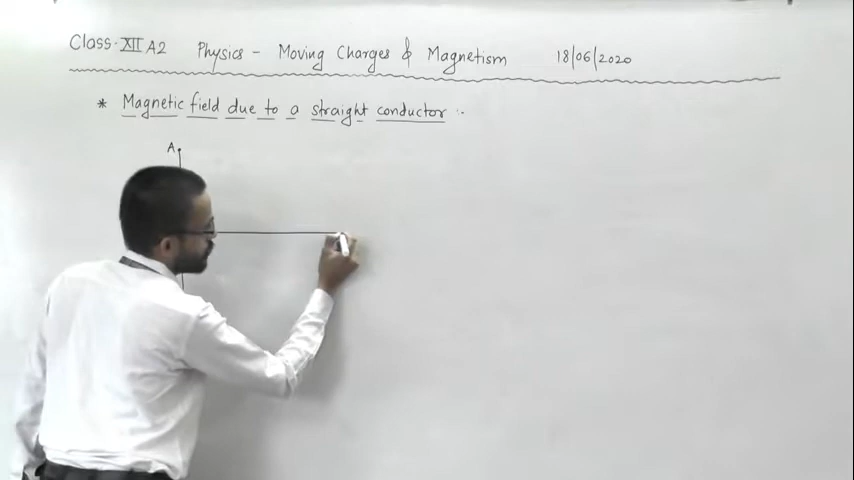 Class-XII A2 Physics - Moving Charges & Magnetism 18/06/2020
* Magnetic field due to a straight conductor :-
A